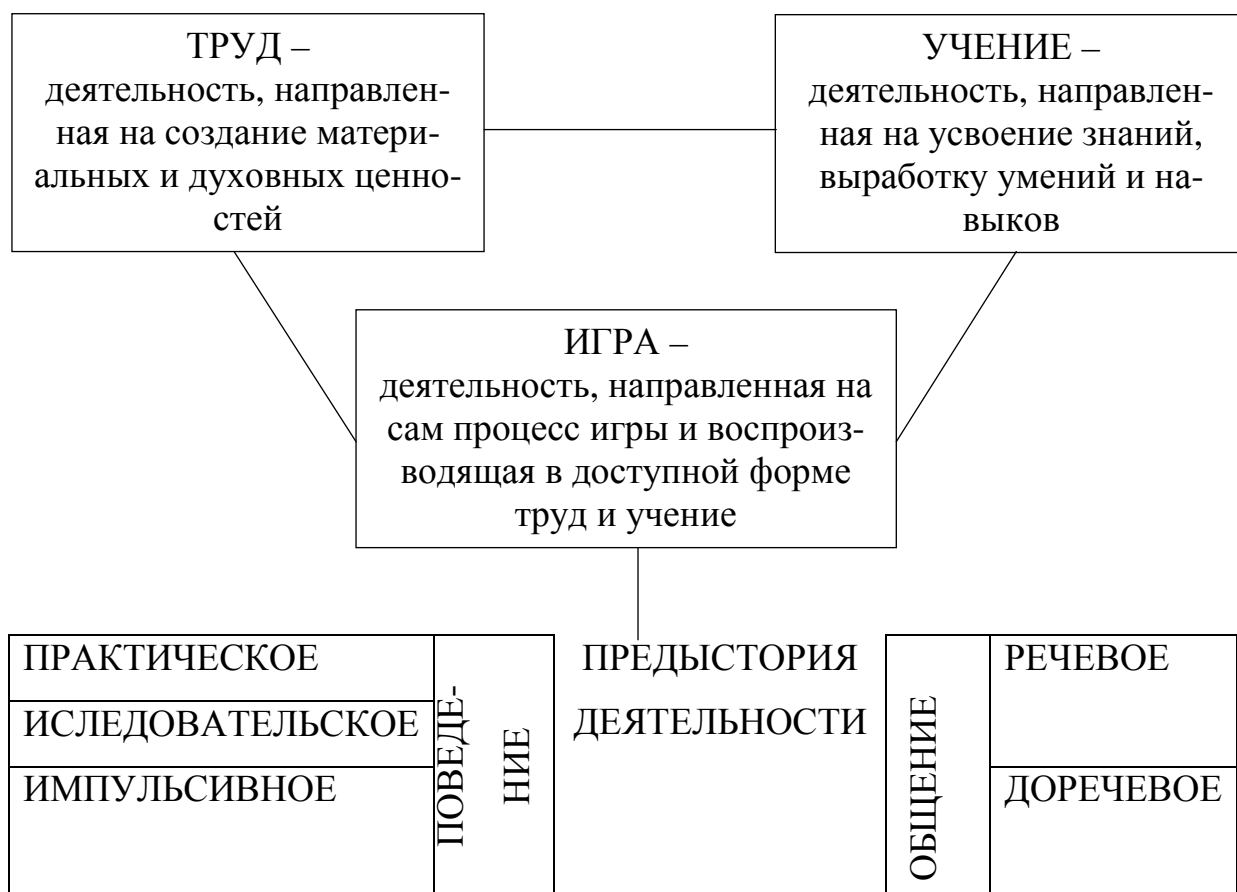 ТРУД –
деятельность, направлен-
ная на создание матери-
альных и духовных ценно-
стей
УЧЕНИЕ –
деятельность, направлен-
ная на усвоение знаний,
выработку умений и на-
выков
ИГРА –
деятельность, направленная на
сам процесс игры и воспроиз-
водящая в доступной форме
труд и учение
ПРАКТИЧЕСКОЕ
ИСЛЕДОВАТЕЛЬСКОЕ
ИМПУЛЬСИВНОЕ
ПОВЕДЕ-
НИЕ
ПРЕДЫСТОРИЯ
ДЕЯТЕЛЬНОСТИ
ОБЩЕНИЕ
РЕЧЕВОЕ
ДОРЕЧЕВОЕ